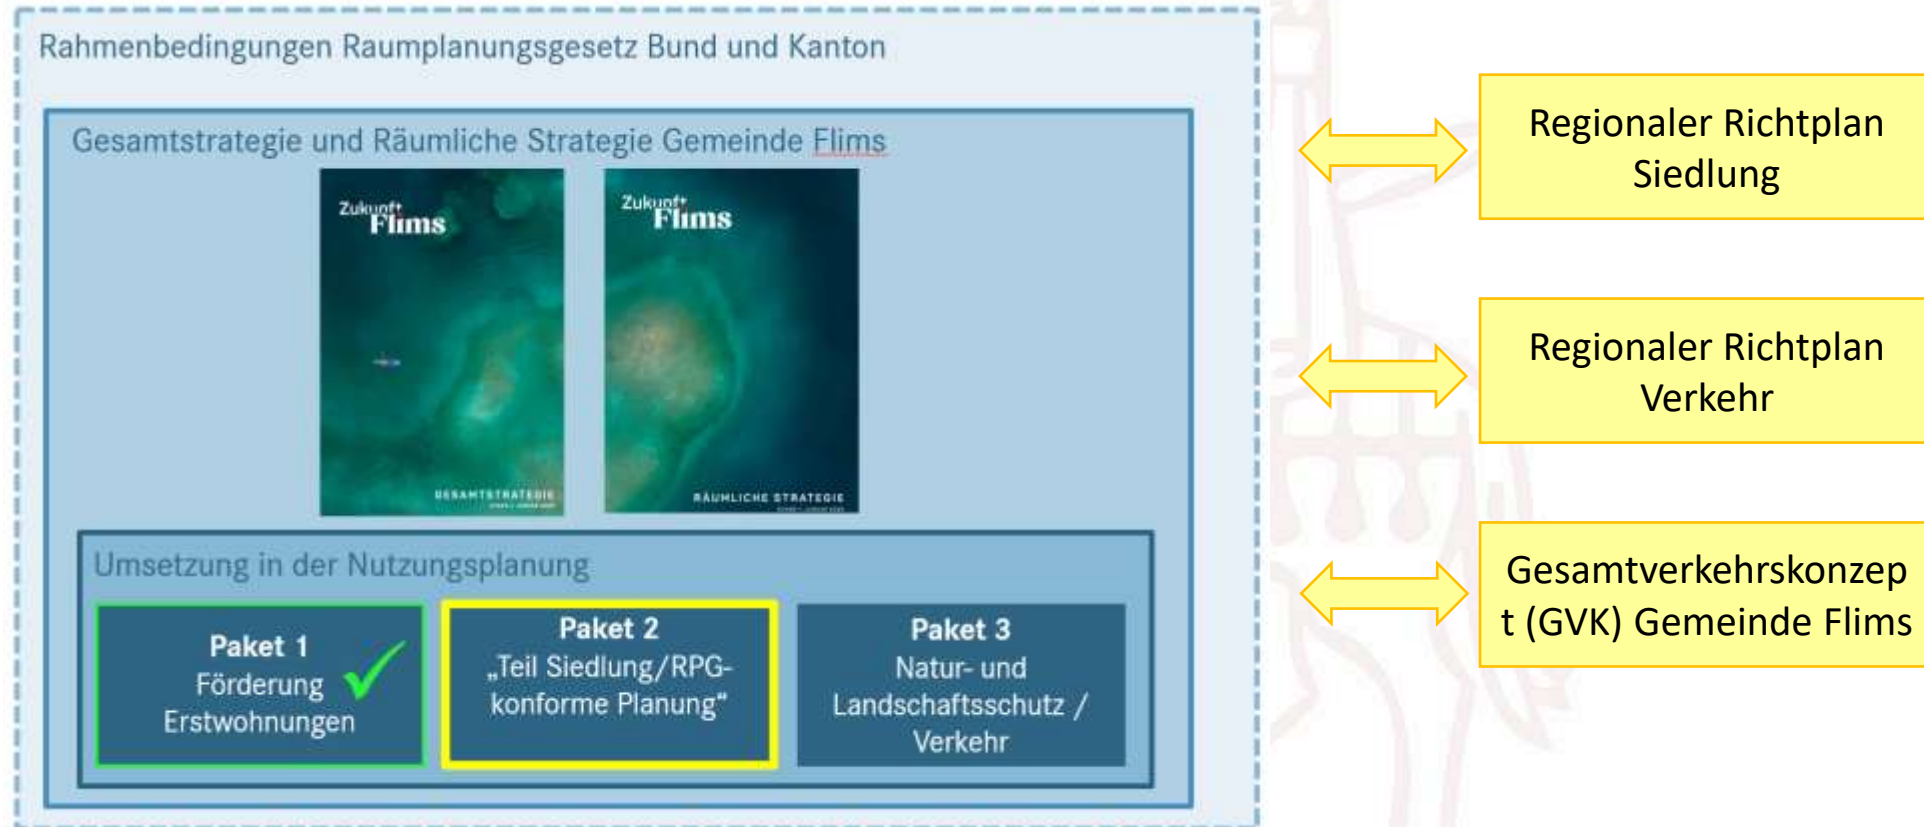 Rahmenbedingungen Raumplanungsgesetz Bund und Kanton
Gesamtstrategie und Räumliche Strategie Gemeinde Flims
Zukunft
Flims
GESAMTSTRATEGIE
Zukunft
Flims
RÄUMLICHE STRATEGIE
Umsetzung in der Nutzungsplanung
Paket 1
Förderung
Erstwohnungen
Paket 2
„Teil Siedlung/RPG-
konforme Planung“
Paket 3
Natur- und
Landschaftsschutz /
Verkehr
Regionaler Richtplan
Siedlung
Regionaler Richtplan
Verkehr
Gesamtverkehrskonzep
t (GVK) Gemeinde Flims